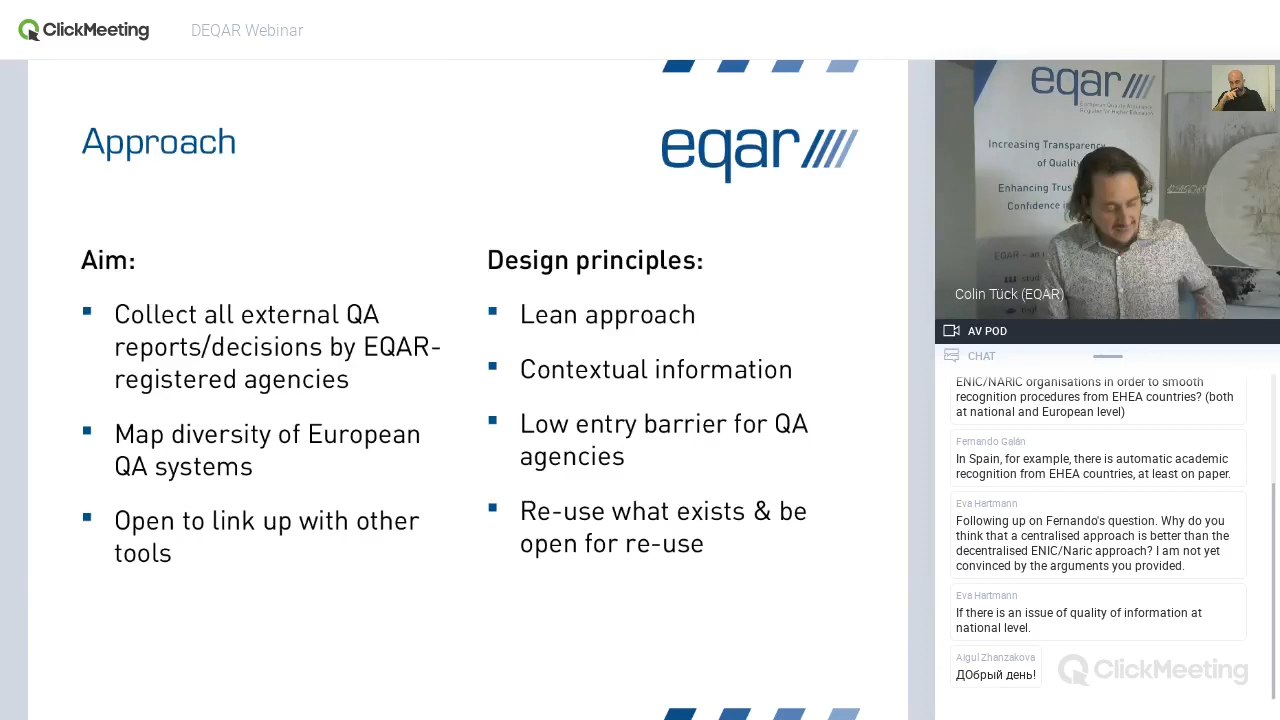 ClickMeeting
DEQAR Webinar
Approach
eqar
Aim:
Collect all external QA
reports/decisions by EQAR-
registered agencies
Map diversity of European
QA systems
Open to link up with other
tools
Design principles:
Lean approach
Contextual information
Low entry barrier for QA
agencies
Re-use what exists & be
open for re-use
eqar
European Quality Assurance
Register for Higher Education
Increasing Transparency
of Quality
Enhancing Trust
Confidence
EQAR – an
Colin Tück (EQAR)
AV POD
CHAT
ENIC/NARIC organisations in order to smooth
recognition procedures from EHEA countries? (both
at national and European level)
Fernando Galán
In Spain, for example, there is automatic academic
recognition from EHEA countries, at least on paper.
Eva Hartmann
Following up on Fernando's question. Why do you
think that a centralised approach is better than the
decentralised ENIC/Naric approach? I am not yet
convinced by the arguments you provided.
Eva Hartmann
If there is an issue of quality of information at
national level.
Aigul Zhanzakova
ДОбрый день!
ClickMeeting